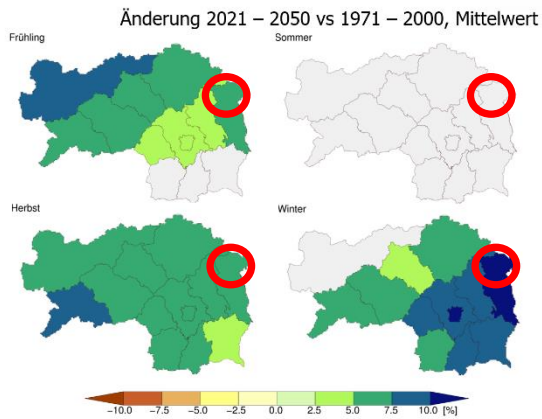 Änderung 2021 – 2050 vs 1971 – 2000, Mittelwert
Frühling
Sommer
Herbst
Winter
−10.0 −7.5 −5.0 −2.5 0.0 2.5 5.0 7.5 10.0 [%]